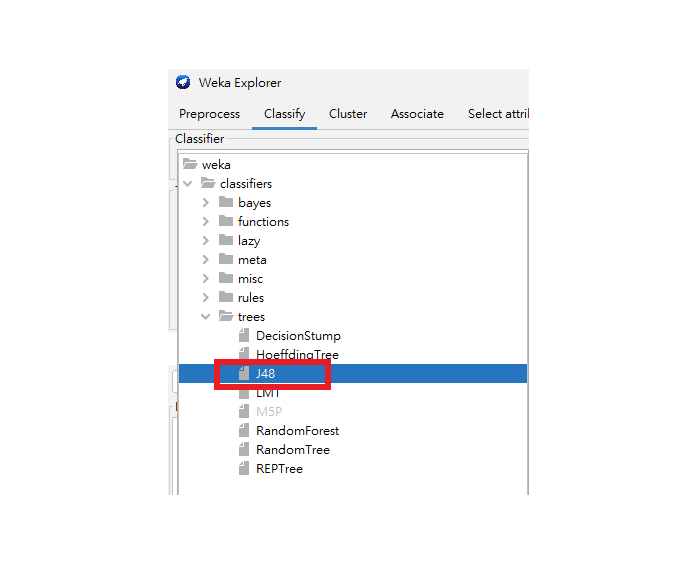 Weka Explorer
Preprocess Classify Cluster Associate Select attri
Classifier
weka
classifiers
bayes
functions
lazy
meta
misc
rules
trees
DecisionStump
HoeffdingTree
J48
LMT
M5P
RandomForest
RandomTree
REPTree